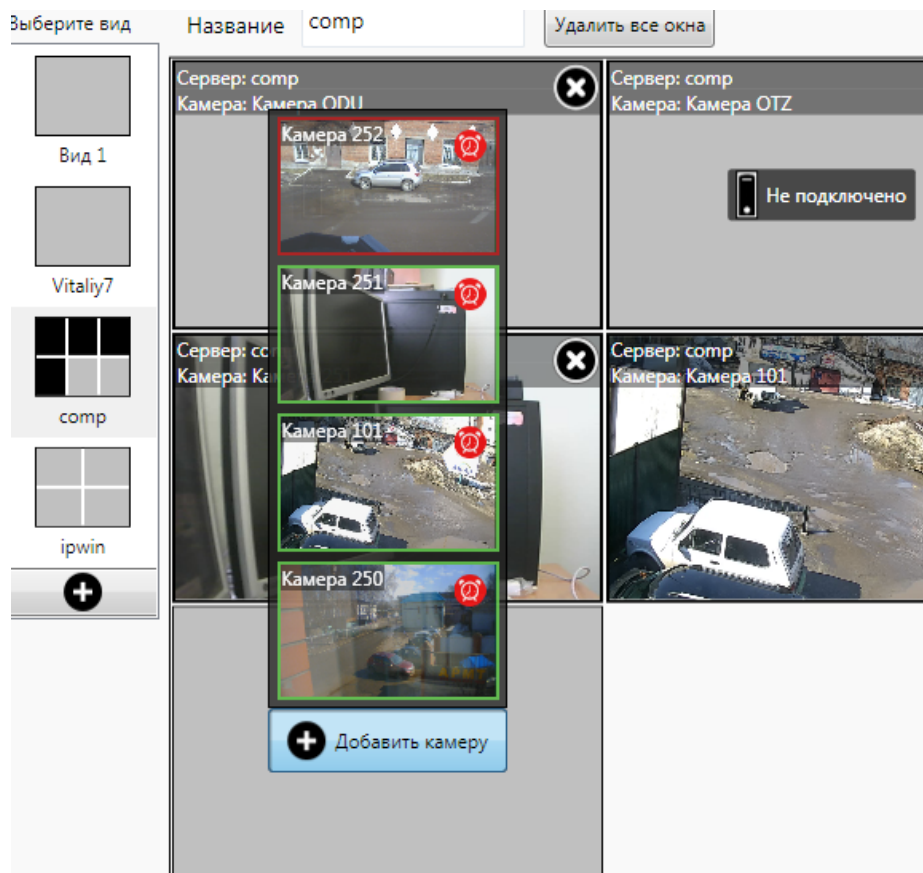 Выберите вид
Название
comp
Удалить все окна
Вид 1
Vitaliy7
comp
ipwin
Сервер: comp
Камера: Камера ODU
Сервер: comp
Камера: Камера OTZ
Не подключено
Камера 252
Камера 251
Камера 101
Камера 250
Сервер:
Камера:
Сервер: comp
Камера: Камера 101
Добавить камеру